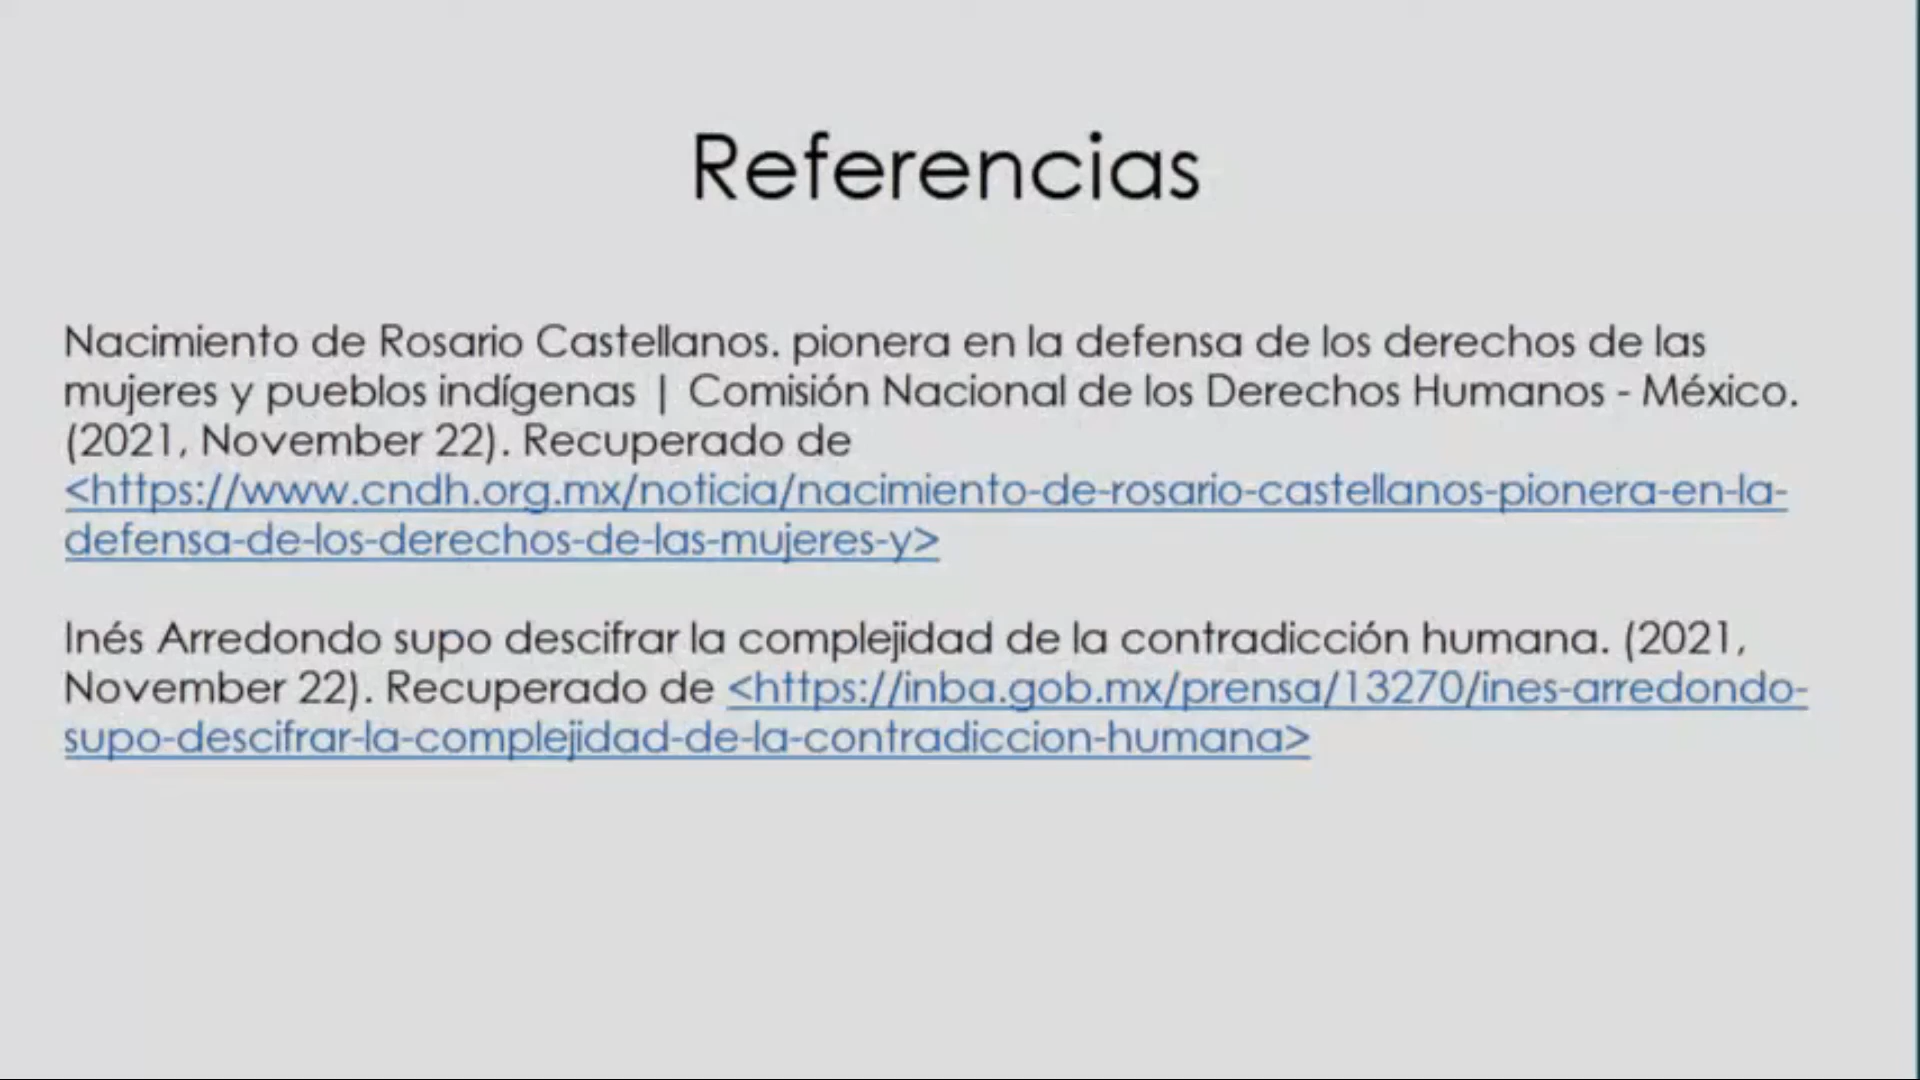 Referencias
Nacimiento de Rosario Castellanos. pionera en la defensa de los derechos de las
mujeres y pueblos indígenas | Comisión Nacional de los Derechos Humanos - México.
(2021, November 22). Recuperado de
<https://www.cndh.org.mx/noticia/nacimiento-de-rosario-castellanos-pionera-en-la-
defensa-de-los-derechos-de-las-mujeres-y>
Inés Arredondo supo descifrar la complejidad de la contradicción humana. (2021,
November 22). Recuperado de <https://inba.gob.mx/prensa/13270/ines-arredondo-
supo-descifrar-la-complejidad-de-la-contradiccion-humana>